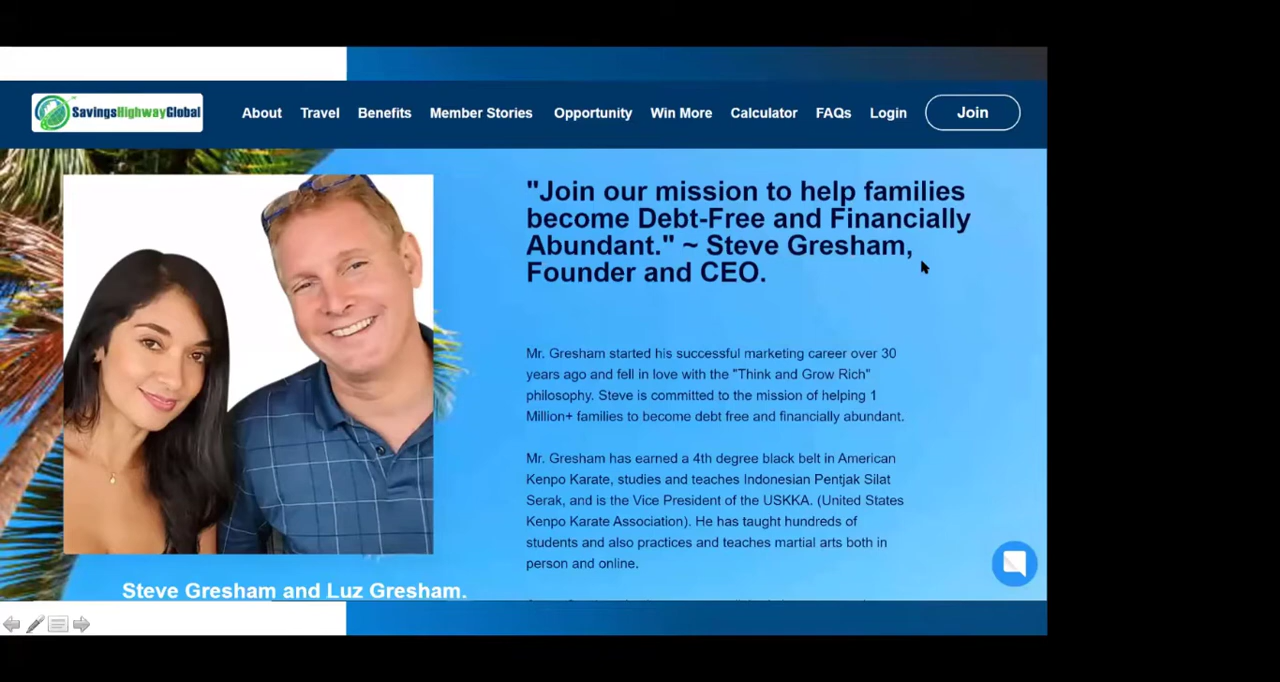 SavingsHighwayGlobal
About Travel Benefits Member Stories Opportunity Win More Calculator FAQs Login Join
"Join our mission to help families
become Debt-Free and Financially
Abundant." ~ Steve Gresham,
Founder and CEO.
Mr. Gresham started his successful marketing career over 30
years ago and fell in love with the "Think and Grow Rich"
philosophy. Steve is committed to the mission of helping 1
Million+ families to become debt free and financially abundant.
Mr. Gresham has earned a 4th degree black belt in American
Kenpo Karate, studies and teaches Indonesian Pentjak Silat
Serak, and is the Vice President of the USKKA. (United States
Kenpo Karate Association). He has taught hundreds of
students and also practices and teaches martial arts both in
person and online.
Steve Gresham and Luz Gresham.